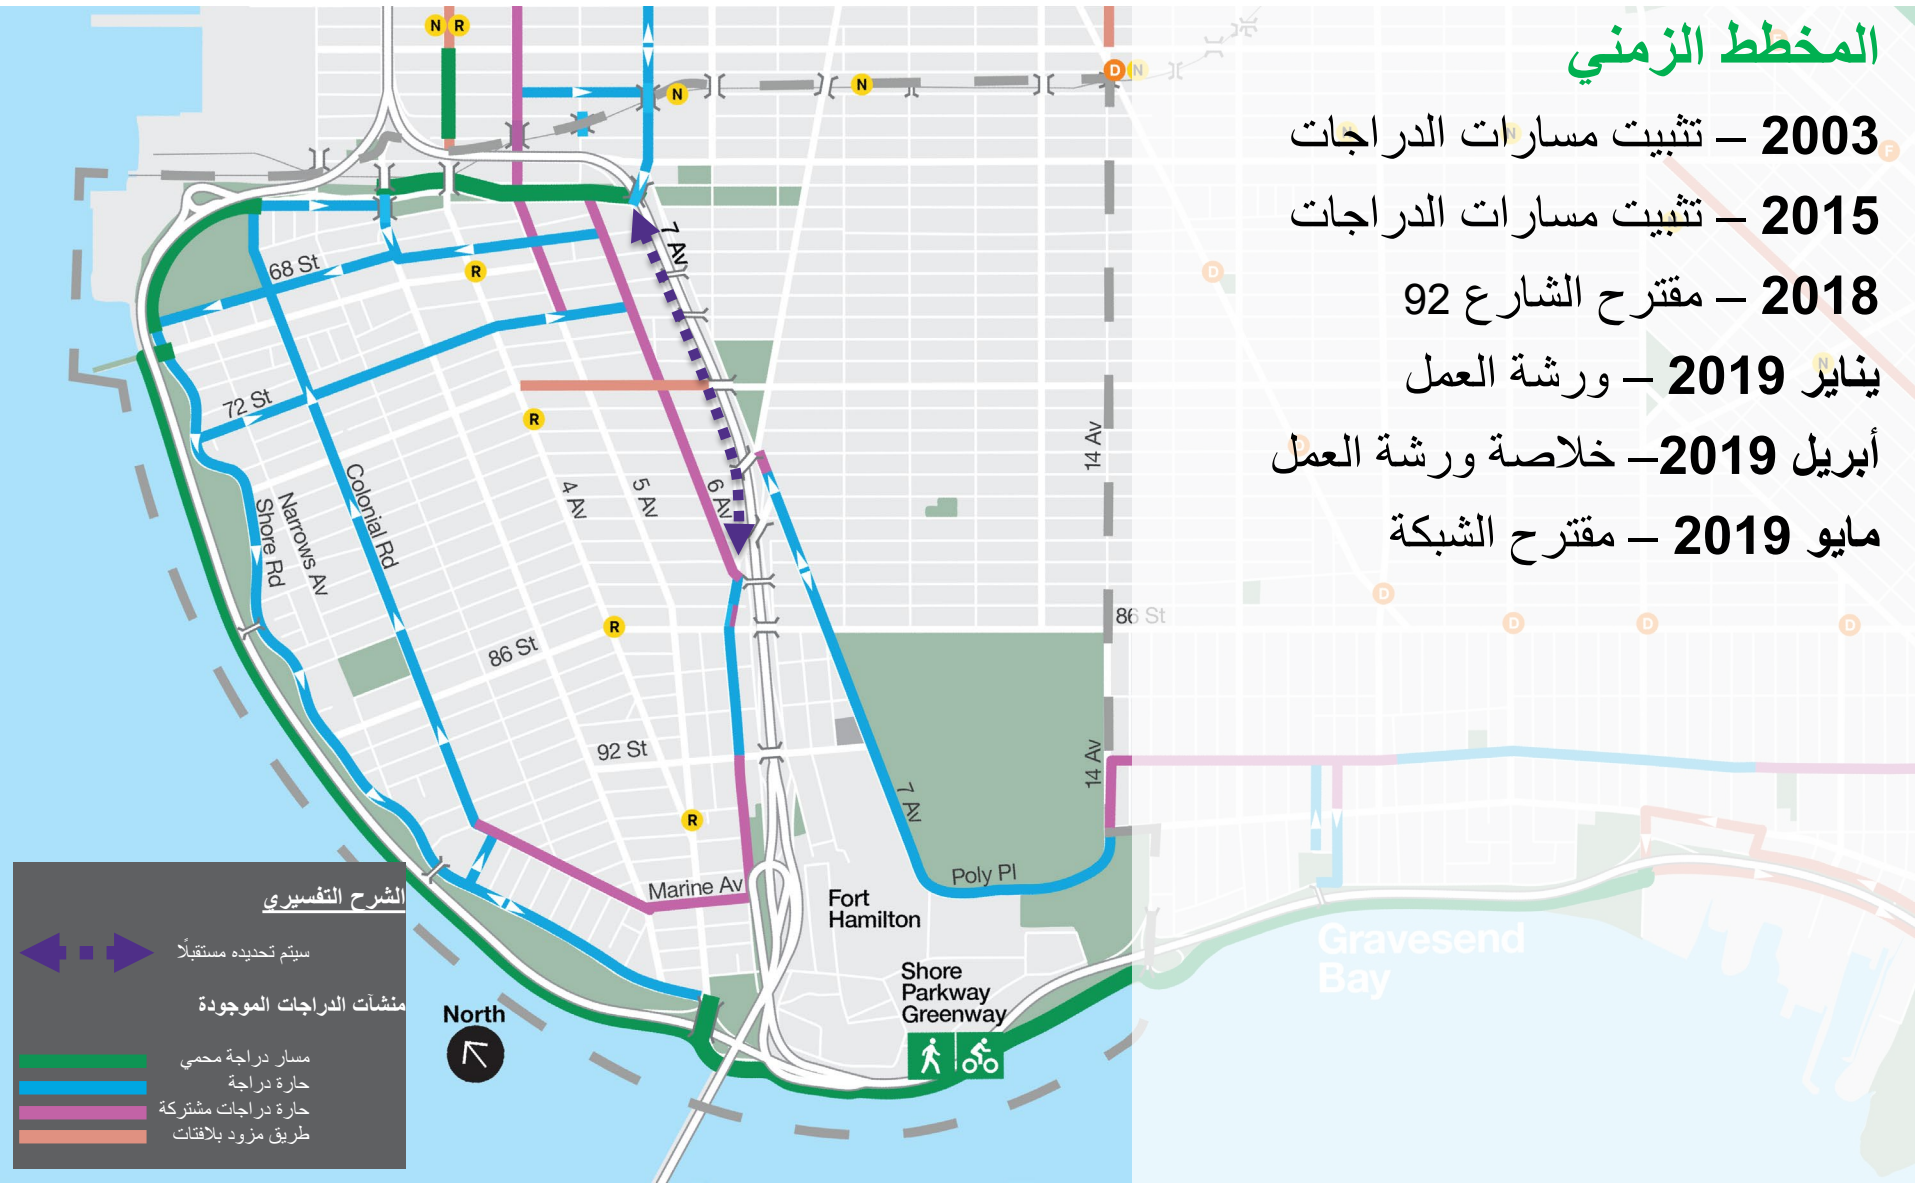 المخطط الزمني
2003 – تثبيت مسارات الدراجات
2015 – تثبيت مسارات الدراجات
2018 – مقترح الشارع 92
يناير 2019 – ورشة العمل
أبريل 2019– خلاصة ورشة العمل
مايو 2019 – مقترح الشبكة
N R
N
N
D N
N
N
F
N
D
N
D
7 Av
68 St
R
72 St
R
14 Av
Colonial Rd
Narrows Av
Shore Rd
4 Av
5 Av
6 Av
D
D
D
D
86 St
R
86 St
92 St
14 Av
7 Av
R
Marine Av
Poly Pl
Fort
Hamilton
Shore
Parkway
Greenway
Gravesend
Bay
North
الشرح التفسيري
سيتم تحديده مستقبلًا
منشآت الدراجات الموجودة
مسار دراجة محمي
حارة دراجة
حارة دراجات مشتركة
طريق مزود بلافتات